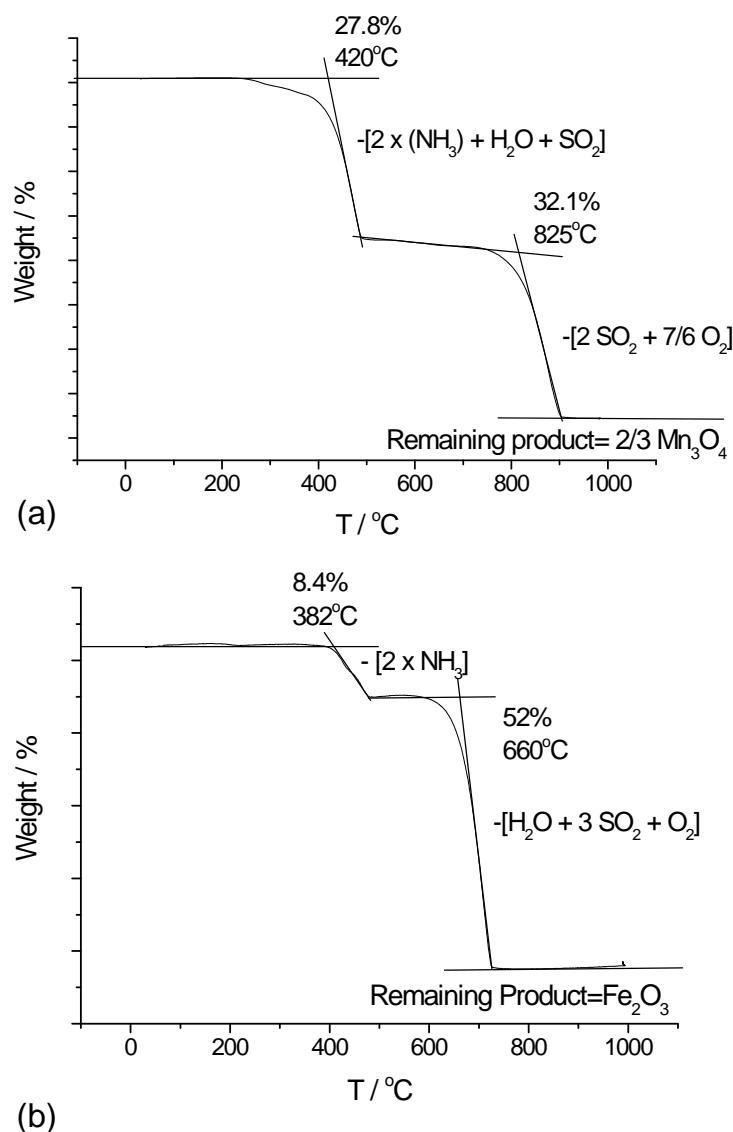 27.8%
420°C
-[2 x (NH₃) + H₂O + SO₂]
32.1%
825°C
-[2 SO₂ + 7/6 O₂]
Remaining product= 2/3 Mn₃O₄
Weight / %
0 200 400 600 800 1000
T / °C
(a)
8.4%
382°C
- [2 x NH₃]
52%
660°C
-[H₂O + 3 SO₂ + O₂]
Remaining Product=Fe₂O₃
Weight / %
0 200 400 600 800 1000
T / °C
(b)